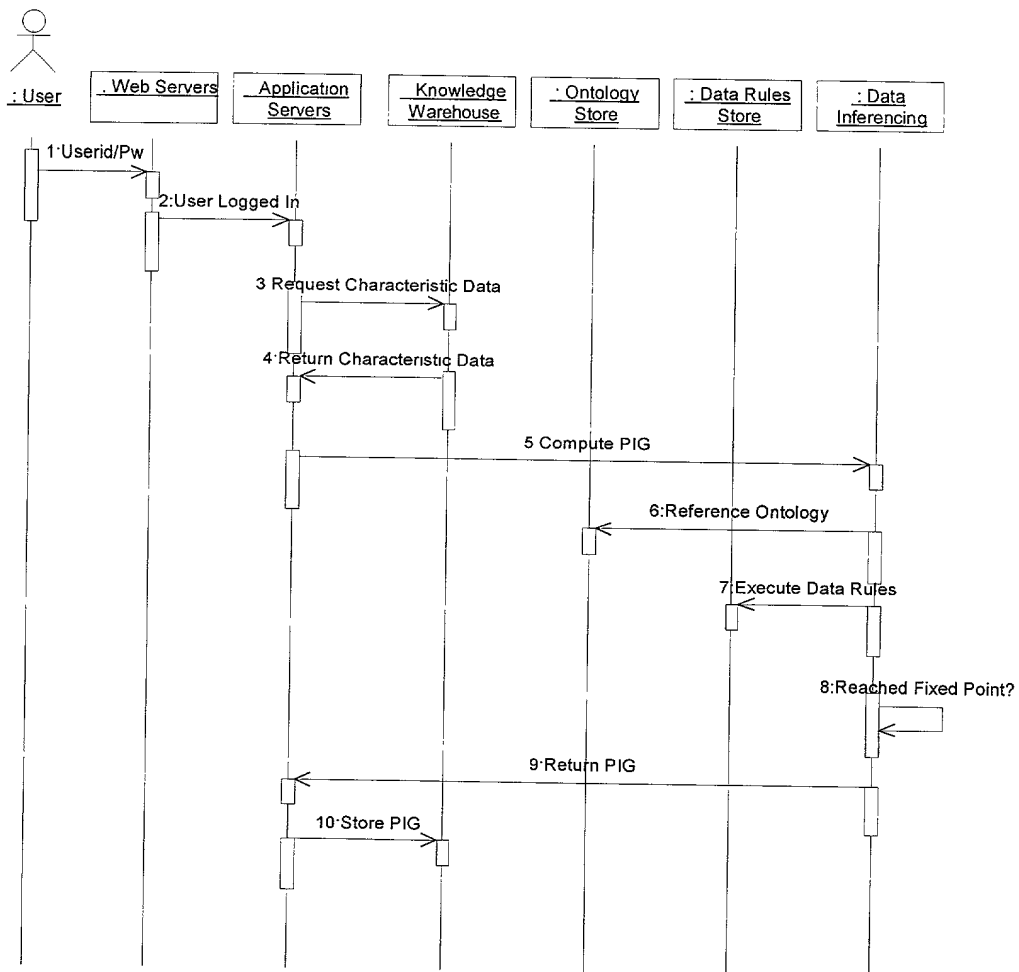 : User
. Web Servers
Application
Servers
Knowledge
Warehouse
: Ontology
Store
: Data Rules
Store
: Data
Inferencing
1·Userid/Pw
2:User Logged In
3 Request Characteristic Data
4·Return Characteristic Data
5 Compute PIG
6:Reference Ontology
7:Execute Data Rules
8:Reached Fixed Point?
9·Return PIG
10·Store PIG